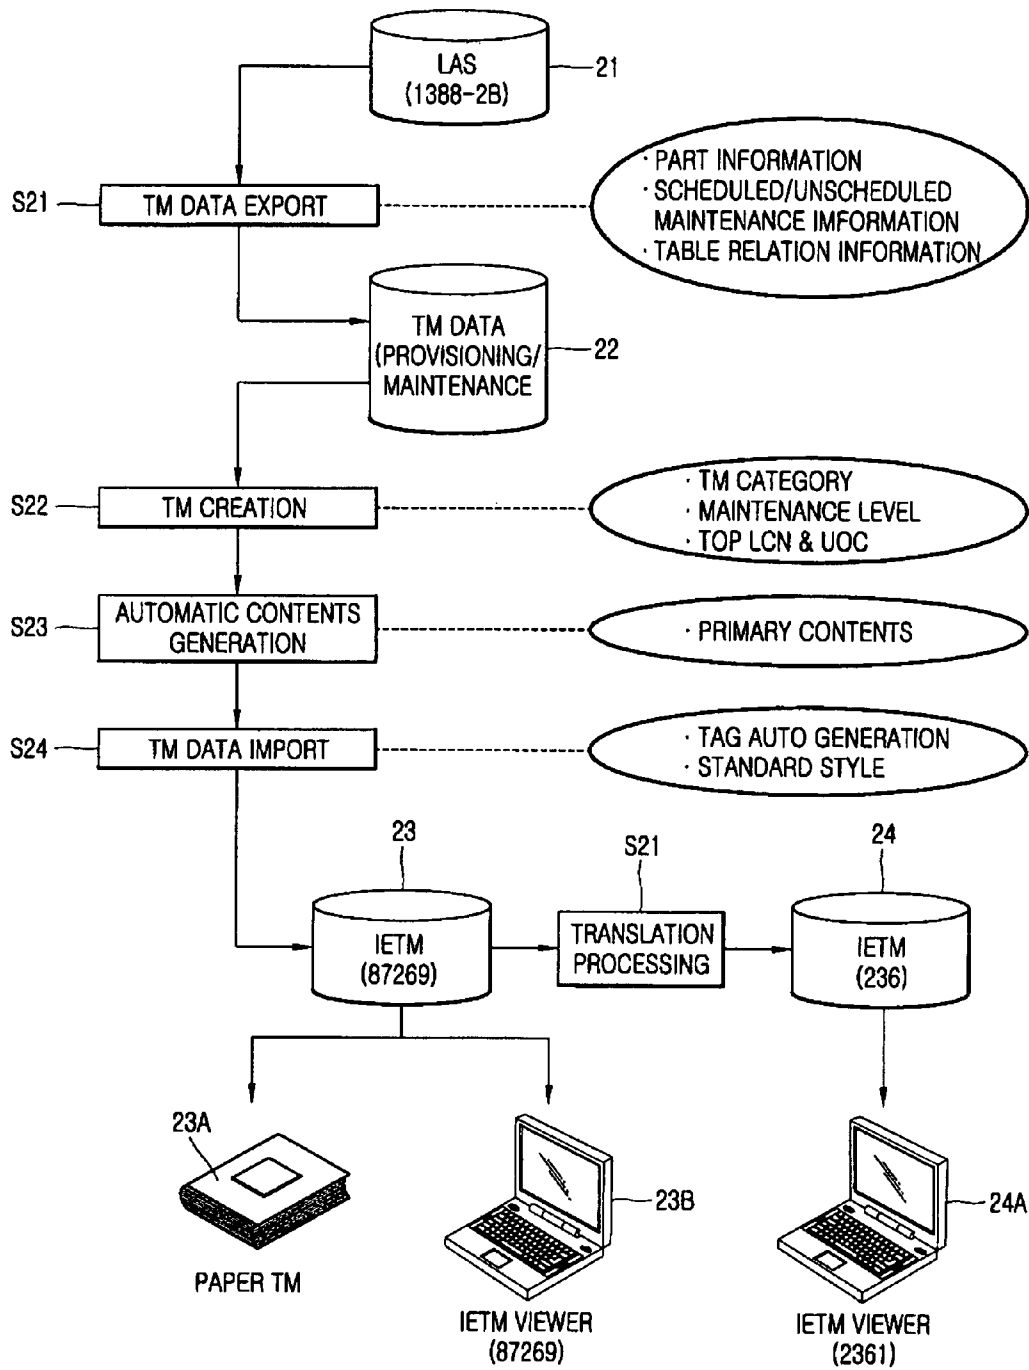 LAS
(1388-2B)
21
S21
TM DATA EXPORT
· PART INFORMATION
· SCHEDULED/UNSCHEDULED
MAINTENANCE IMFORMATION
· TABLE RELATION INFORMATION
TM DATA
(PROVISIONING/
MAINTENANCE
22
S22
TM CREATION
· TM CATEGORY
· MAINTENANCE LEVEL
· TOP LCN & UOC
S23
AUTOMATIC CONTENTS
GENERATION
· PRIMARY CONTENTS
S24
TM DATA IMPORT
· TAG AUTO GENERATION
· STANDARD STYLE
23
S21
24
IETM
(87269)
TRANSLATION
PROCESSING
IETM
(236)
23A
23B
24A
PAPER TM
IETM VIEWER
(87269)
IETM VIEWER
(2361)